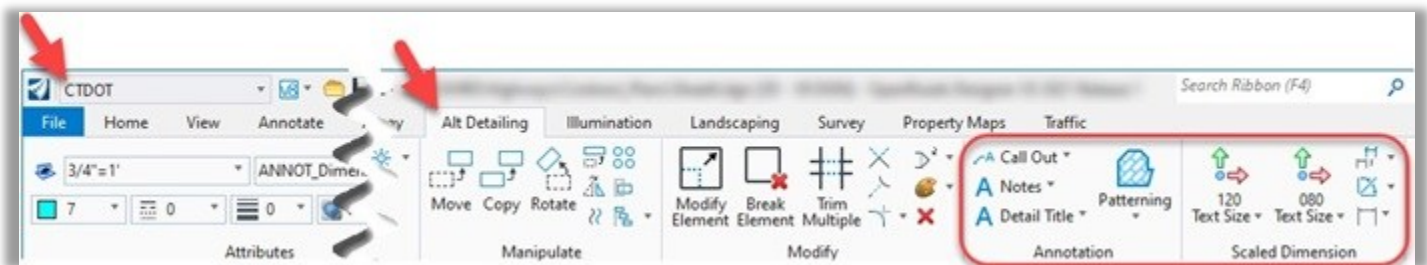 CTDOT
Search Ribbon (F4)
File Home View Annotate Alt Detailing Illumination Landscaping Survey Property Maps Traffic
3/4"=1' ANNOT_Dimen
7 0 0
Move Copy Rotate
Modify Element
Break Element
Trim Multiple
A Call Out
A Notes
A Detail Title
Patterning
120
Text Size
080
Text Size
Attributes Manipulate Modify Annotation Scaled Dimension